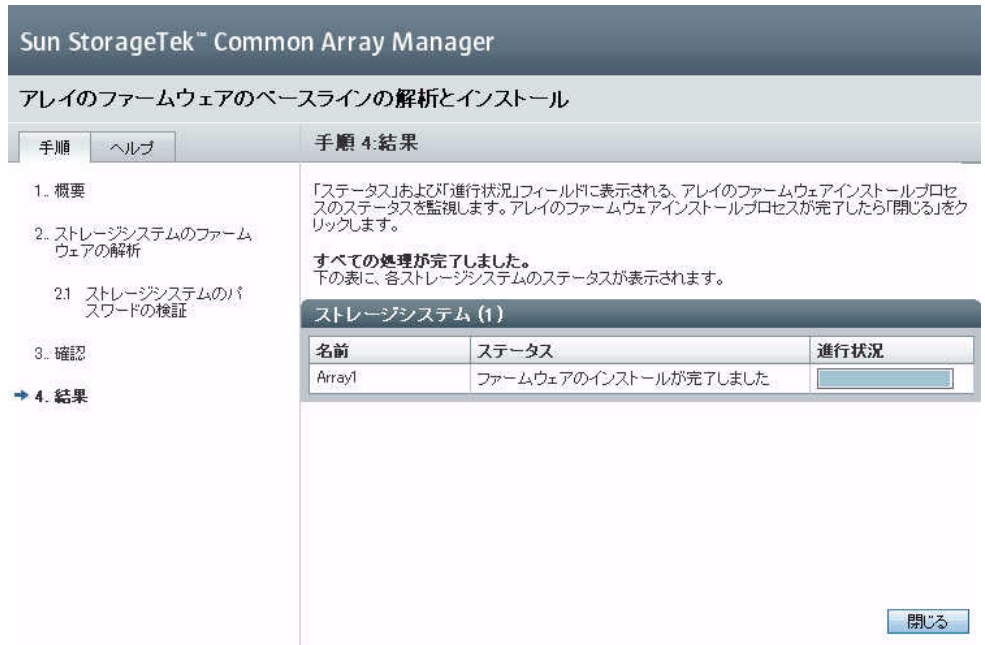 Sun StorageTek™ Common Array Manager
アレイのファームウェアのベースラインの解析とインストール
手順 ヘルプ
1.. 概要
2.. ストレージシステムのファーム
ウェアの解析
2.1 ストレージシステムのパ
スワードの検証
3.. 確認
4. 結果
手順 4:結果
「ステータス」および「進行状況」フィールドに表示される、アレイのファームウェアインストールプロセ
スのステータスを監視します。アレイのファームウェアインストールプロセスが完了したら「閉じる」をク
リックします。
すべての処理が完了しました。
下の表に、各ストレージシステムのステータスが表示されます。
ストレージシステム (1)
名前 ステータス 進行状況
Array1 ファームウェアのインストールが完了しました
閉じる